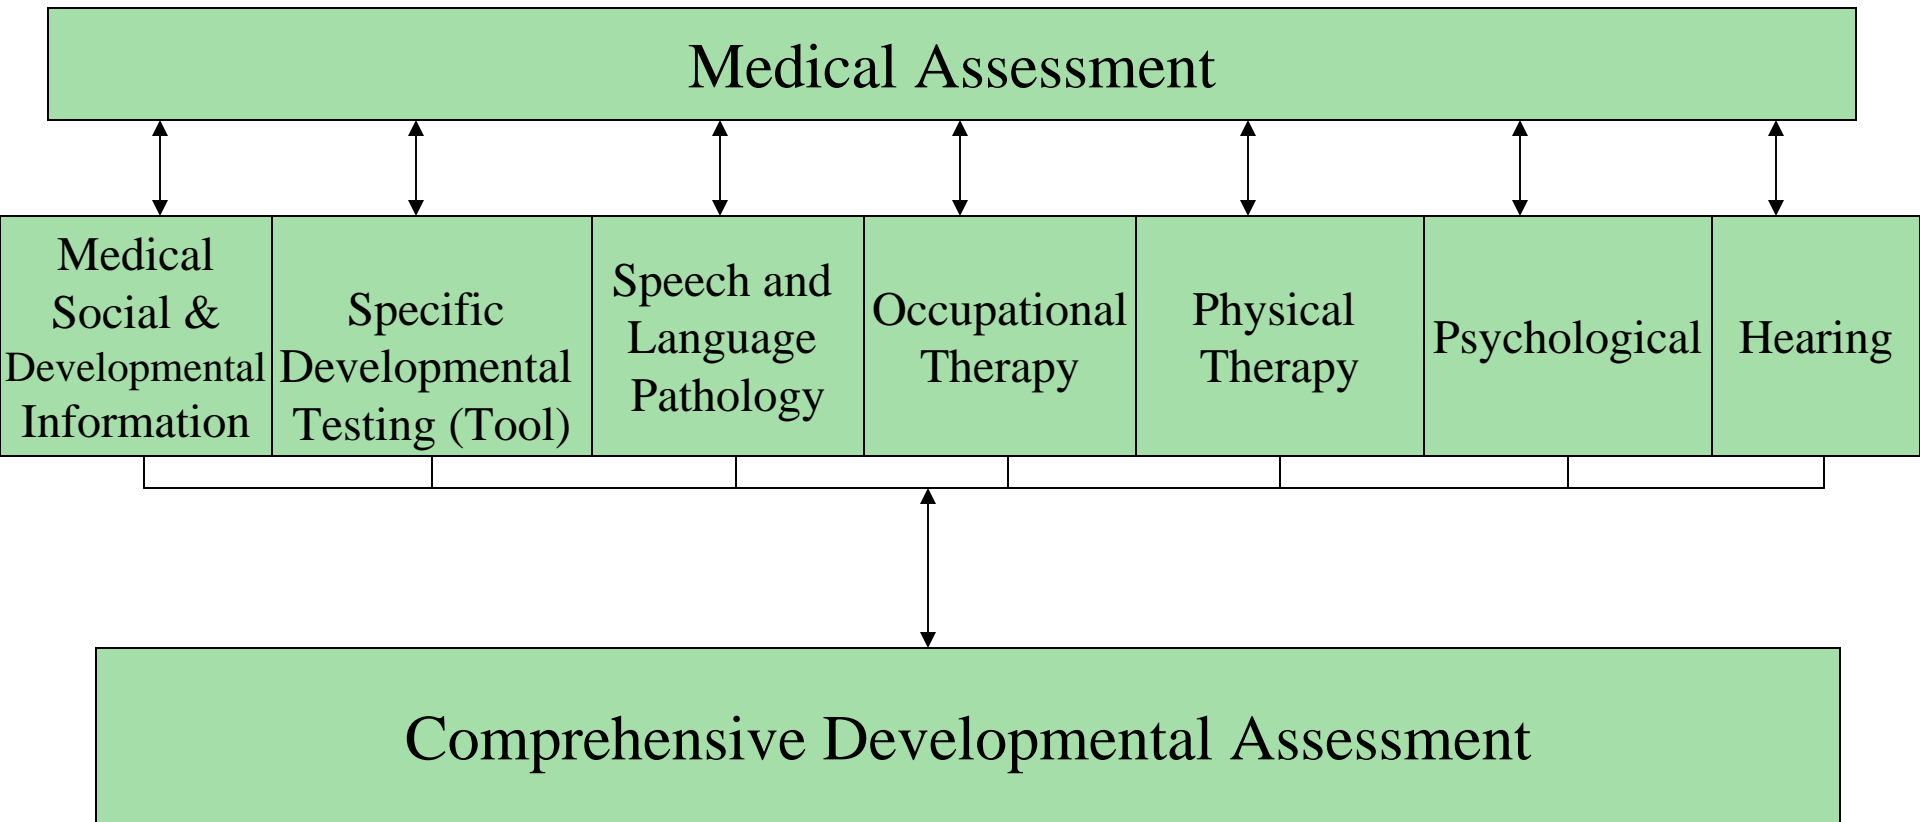 Medical Assessment
Medical
Social &
Developmental
Information
Specific
Developmental
Testing (Tool)
Speech and
Language
Pathology
Occupational
Therapy
Physical
Therapy
Psychological
Hearing
Comprehensive Developmental Assessment